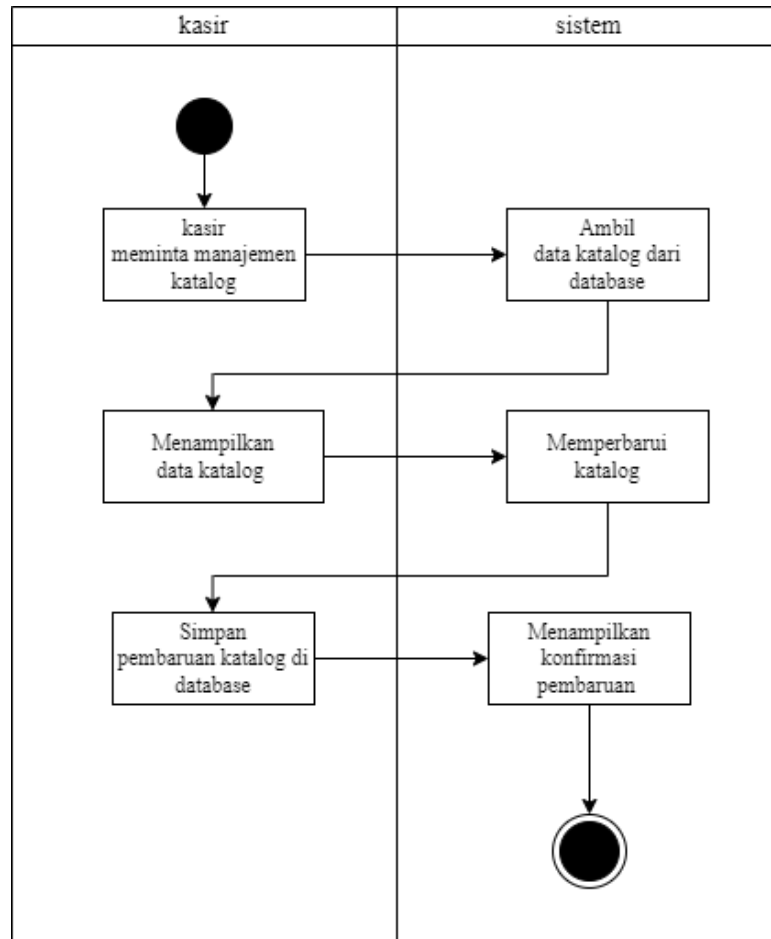 kasir
sistem
kasir
meminta manajemen
katalog
Ambil
data katalog dari
database
Menampilkan
data katalog
Memperbarui
katalog
Simpan
pembaruan katalog di
database
Menampilkan
konfirmasi
pembaruan